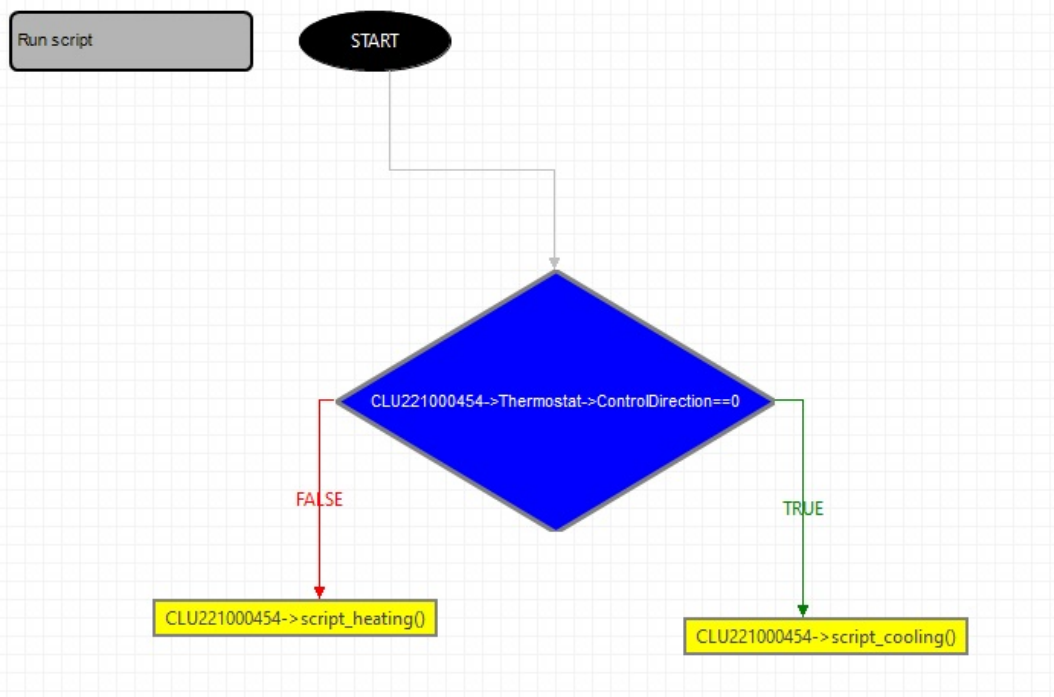 Run script
START
CLU221000454->Thermostat->ControlDirection==0
FALSE
TRUE
CLU221000454->script_heating()
CLU221000454->script_cooling()